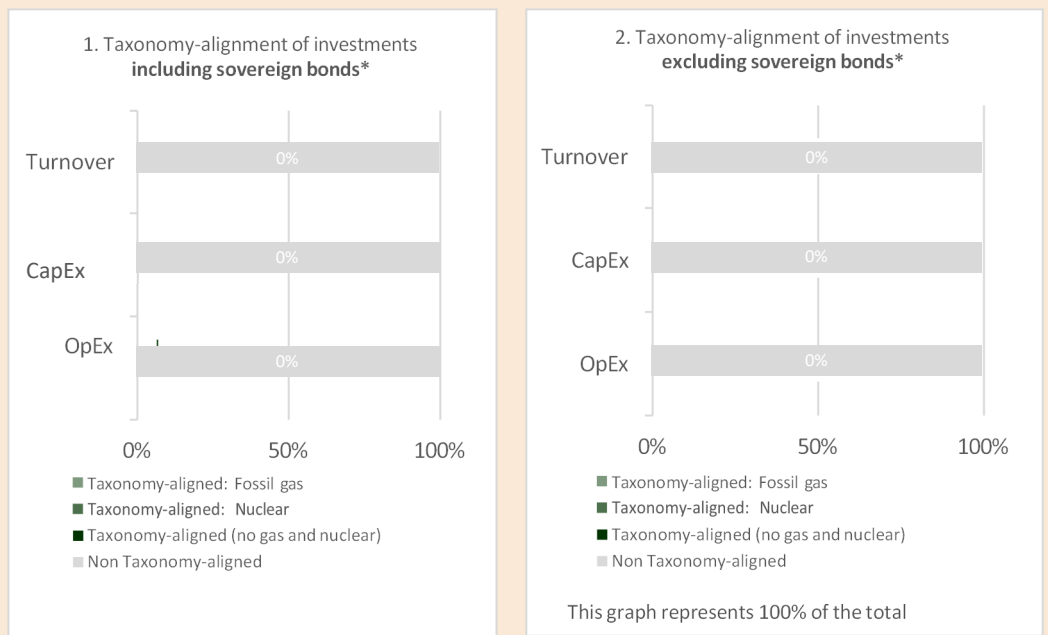 1. Taxonomy-alignment of investments
including sovereign bonds*
Turnover
0%
CapEx
0%
OpEx
0%
0%
50%
100%
Taxonomy-aligned: Fossil gas
Taxonomy-aligned: Nuclear
Taxonomy-aligned (no gas and nuclear)
Non Taxonomy-aligned
2. Taxonomy-alignment of investments
excluding sovereign bonds*
Turnover
0%
CapEx
0%
OpEx
0%
0%
50%
100%
Taxonomy-aligned: Fossil gas
Taxonomy-aligned: Nuclear
Taxonomy-aligned (no gas and nuclear)
Non Taxonomy-aligned
This graph represents 100% of the total